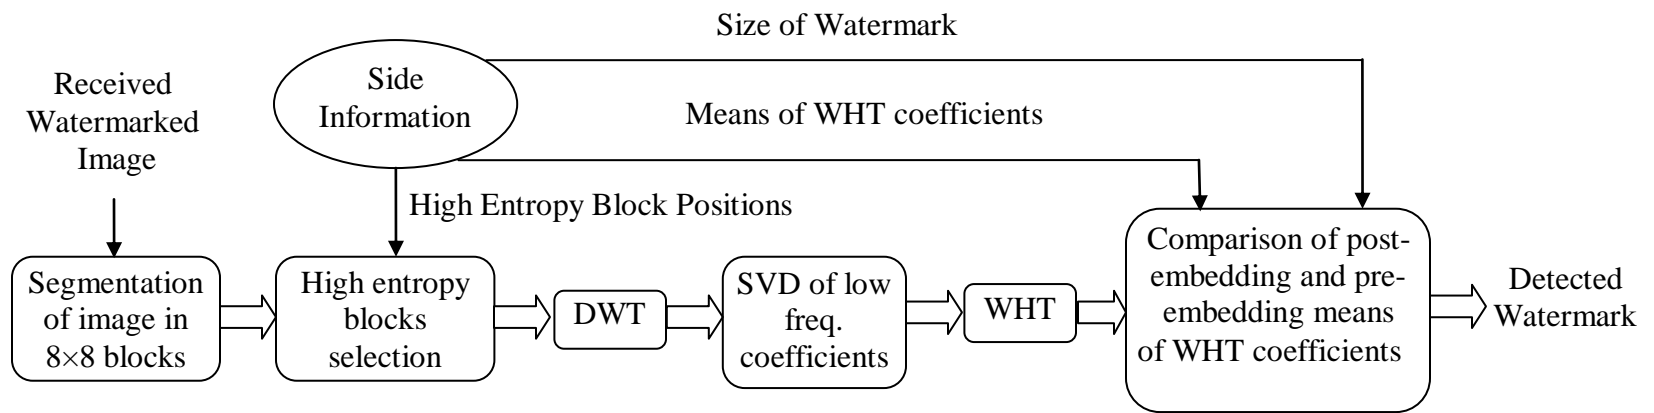 Size of Watermark
Received
Watermarked
Image
Side
Information
Means of WHT coefficients
High Entropy Block Positions
Segmentation
of image in
8×8 blocks
High entropy
blocks
selection
DWT
SVD of low
freq.
coefficients
WHT
Comparison of post-
embedding and pre-
embedding means
of WHT coefficients
Detected
Watermark